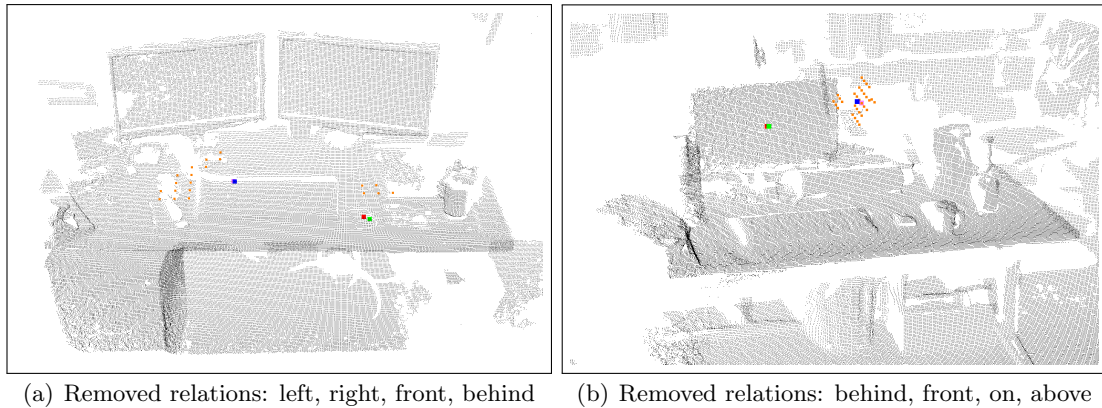 (a) Removed relations: left, right, front, behind
(b) Removed relations: behind, front, on, above